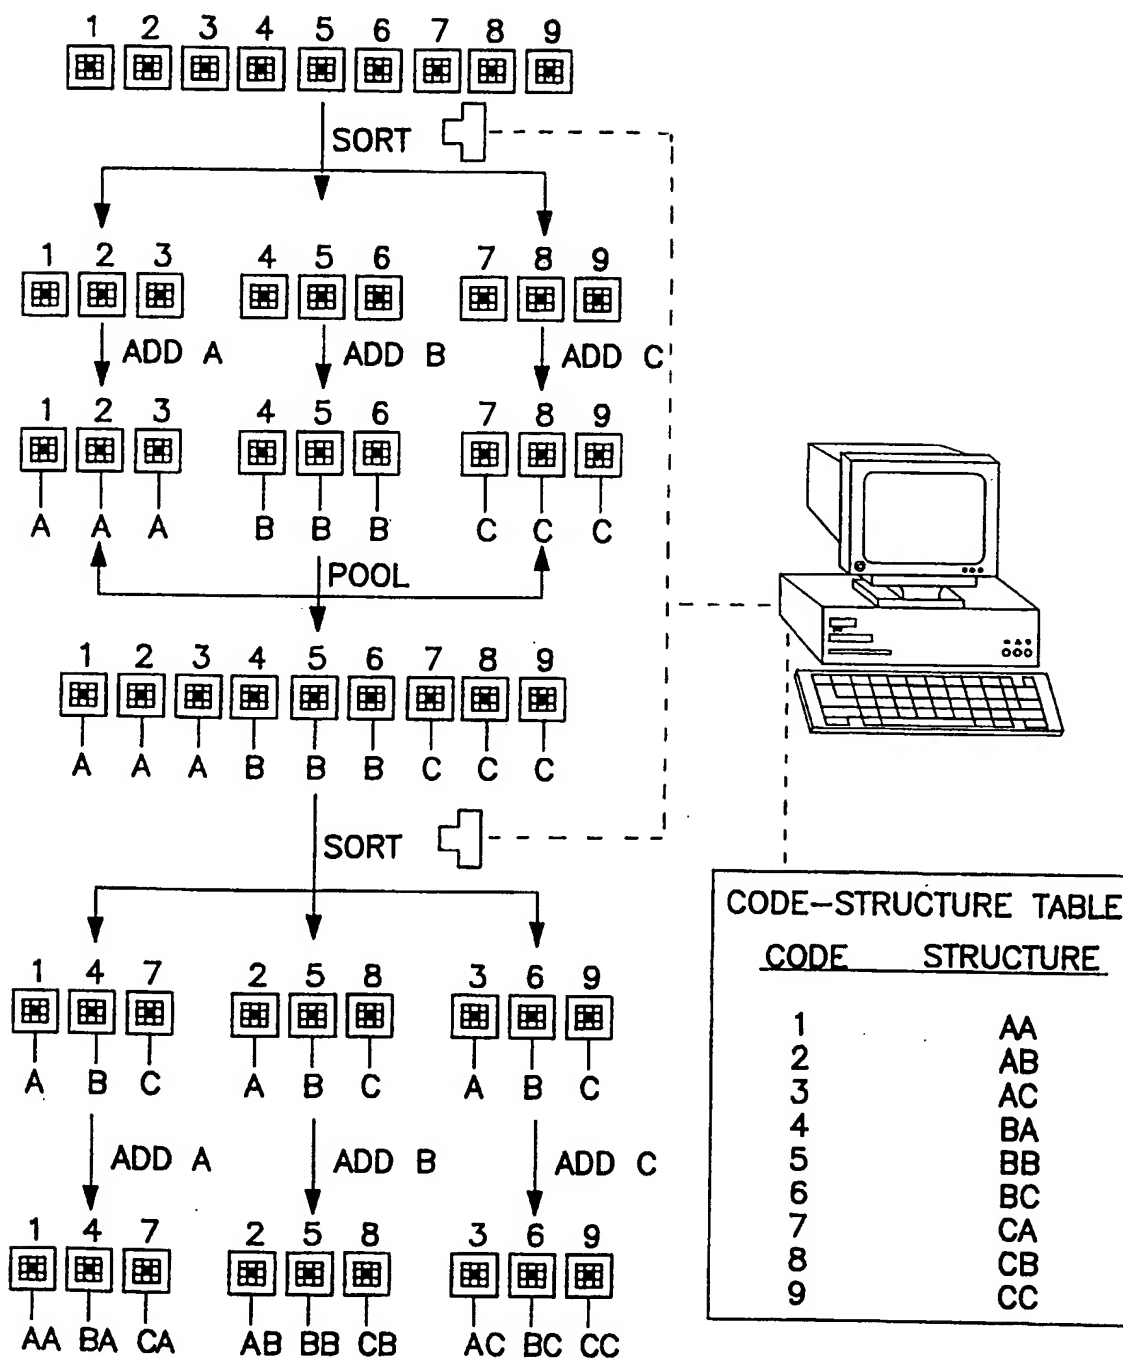 1 2 3 4 5 6 7 8 9
SORT
1 2 3 4 5 6 7 8 9
ADD A ADD B ADD C
1 2 3 4 5 6 7 8 9
A A A B B B C C C
POOL
1 2 3 4 5 6 7 8 9
A A A B B B C C C
SORT
1 4 7 2 5 8 3 6 9
A B C A B C A B C
ADD A ADD B ADD C
1 4 7 2 5 8 3 6 9
AA BA CA AB BB CB AC BC CC
CODE-STRUCTURE TABLE
CODE STRUCTURE
1 AA
2 AB
3 AC
4 BA
5 BB
6 BC
7 CA
8 CB
9 CC